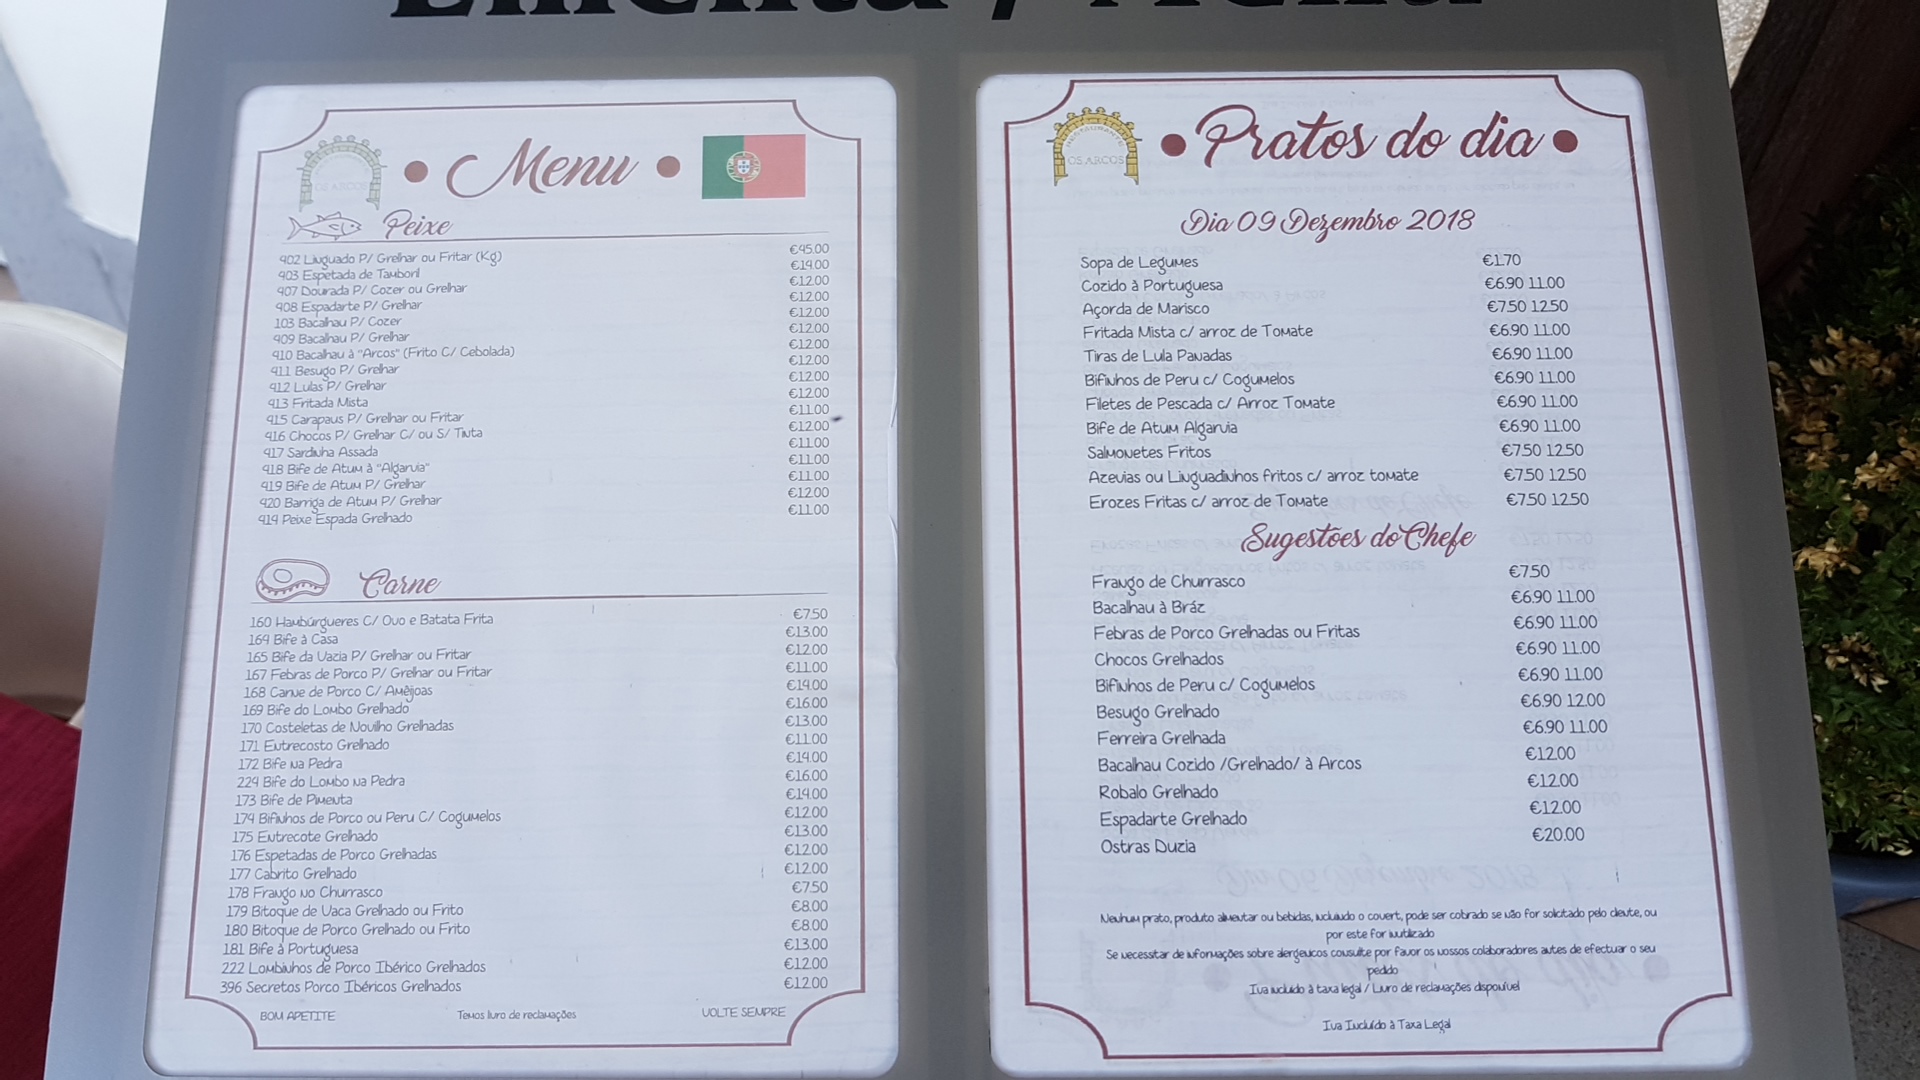 Ementa / Menu
OS ARCOS
• Menu •
Peixe
402 Linguado P/ Grelhar ou Fritar (Kg) €45.00
403 Espetada de Tamboril €14.00
407 Dourada P/ Cozer ou Grelhar €12.00
408 Espadarte P/ Grelhar €12.00
103 Bacalhau P/ Cozer €12.00
409 Bacalhau P/ Grelhar €12.00
410 Bacalhau à "Arcos" (Frito C/ Cebolada) €12.00
411 Besugo P/ Grelhar €12.00
412 Lulas P/ Grelhar €12.00
413 Fritada Mista €12.00
415 Carapaus P/ Grelhar ou Fritar €11.00
416 Chocos P/ Grelhar C/ ou S/ Tinta €12.00
417 Sardinha Assada €11.00
418 Bife de Atum à "Algarvia" €11.00
419 Bife de Atum P/ Grelhar €11.00
420 Barriga de Atum P/ Grelhar €12.00
414 Peixe Espada Grelhado €11.00
Carne
160 Hambúrgueres C/ Ovo e Batata Frita €7.50
164 Bife à Casa €13.00
165 Bife da Vazia P/ Grelhar ou Fritar €12.00
167 Febras de Porco P/ Grelhar ou Fritar €11.00
168 Carne de Porco C/ Amêijoas €14.00
169 Bife do Lombo Grelhado €16.00
170 Costeletas de Novilho Grelhadas €13.00
171 Entrecosto Grelhado €11.00
172 Bife na Pedra €14.00
224 Bife do Lombo na Pedra €16.00
173 Bife de Pimenta €14.00
174 Bifinhos de Porco ou Peru C/ Cogumelos €12.00
175 Entrecote Grelhado €13.00
176 Espetadas de Porco Grelhadas €12.00
177 Cabrito Grelhado €12.00
178 Frango no Churrasco €7.50
179 Bitoque de Vaca Grelhado ou Frito €8.00
180 Bitoque de Porco Grelhado ou Frito €8.00
181 Bife à Portuguesa €13.00
222 Lombinhos de Porco Ibérico Grelhados €12.00
396 Secretos Porco Ibéricos Grelhados €12.00
BOM APETITE Temos livro de reclamações VOLTE SEMPRE
OS ARCOS
• Pratos do dia •
Dia 09 Dezembro 2018
Sopa de Legumes €1.70
Cozido à Portuguesa €6.90 11.00
Açorda de Marisco €7.50 12.50
Fritada Mista c/ arroz de Tomate €6.90 11.00
Tiras de Lula Panadas €6.90 11.00
Bifinhos de Peru c/ Cogumelos €6.90 11.00
Filetes de Pescada c/ Arroz Tomate €6.90 11.00
Bife de Atum Algarvia €6.90 11.00
Salmonetes Fritos €7.50 12.50
Azevias ou Linguadinhos fritos c/ arroz tomate €7.50 12.50
Erozes Fritas c/ arroz de Tomate €7.50 12.50
Sugestões do Chefe
Frango de Churrasco €7.50
Bacalhau à Bráz €6.90 11.00
Febras de Porco Grelhadas ou Fritas €6.90 11.00
Chocos Grelhados €6.90 11.00
Bifinhos de Peru c/ Cogumelos €6.90 11.00
Besugo Grelhado €6.90 12.00
Ferreira Grelhada €6.90 11.00
Bacalhau Cozido /Grelhado/ à Arcos €12.00
Robalo Grelhado €12.00
Espadarte Grelhado €12.00
Ostras Duzia €20.00
Nenhum prato, produto alimentar ou bebidas, incluindo o couvert, pode ser cobrado se não for solicitado pelo cliente, ou
por este for inutilizado
Se necessitar de informações sobre alergenicos consulte por favor os nossos colaboradores antes de efectuar o seu
pedido
Iva incluido à taxa legal / Livro de reclamações disponivel
Iva Incluído à Taxa Legal